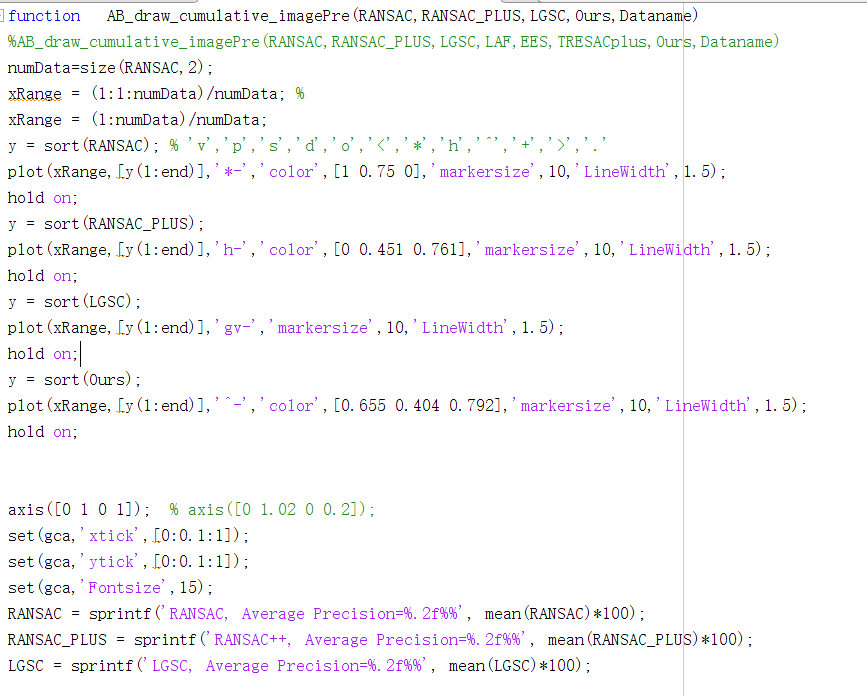 function   AB_draw_cumulative_imagePre(RANSAC,RANSAC_PLUS,LGSC,Ours,Dataname)
%AB_draw_cumulative_imagePre(RANSAC,RANSAC_PLUS,LGSC,LAF,EES,TRESACplus,Ours,Dataname)
numData=size(RANSAC,2);
xRange = (1:1:numData)/numData; %
xRange = (1:numData)/numData;
y = sort(RANSAC); % 'v','p','s','d','o','<','*','h','^','+','>','.'
plot(xRange,[y(1:end)],'*-','color',[1 0.75 0],'markersize',10,'LineWidth',1.5);
hold on;
y = sort(RANSAC_PLUS);
plot(xRange,[y(1:end)],'h-','color',[0 0.451 0.761],'markersize',10,'LineWidth',1.5);
hold on;
y = sort(LGSC);
plot(xRange,[y(1:end)],'gv-','markersize',10,'LineWidth',1.5);
hold on;
y = sort(Ours);
plot(xRange,[y(1:end)],'^-','color',[0.655 0.404 0.792],'markersize',10,'LineWidth',1.5);
hold on;
axis([0 1 0 1]);  % axis([0 1.02 0 0.2]);
set(gca,'xtick',[0:0.1:1]);
set(gca,'ytick',[0:0.1:1]);
set(gca,'Fontsize',15);
RANSAC = sprintf('RANSAC, Average Precision=%.2f%%', mean(RANSAC)*100);
RANSAC_PLUS = sprintf('RANSAC++, Average Precision=%.2f%%', mean(RANSAC_PLUS)*100);
LGSC = sprintf('LGSC, Average Precision=%.2f%%', mean(LGSC)*100);